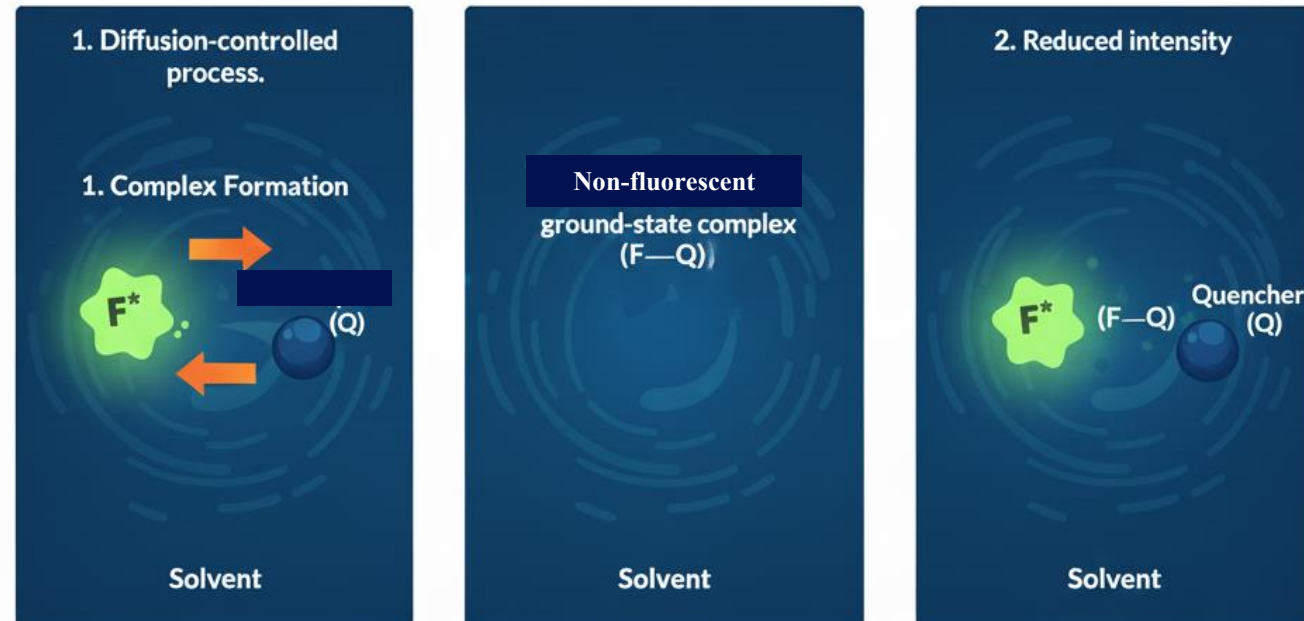 1. Diffusion-controlled
process.
1. Complex Formation
F*
(Q)
Solvent
Non-fluorescent
ground-state complex
(F—Q)
Solvent
2. Reduced intensity
F*
(F—Q)
Quencher
(Q)
Solvent